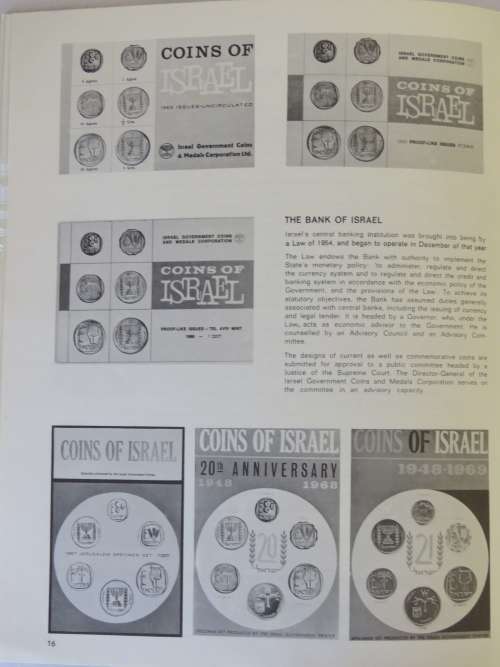 COINS OF
ISRAEL
Israel Government Coins
& Medals Corporation Ltd.
ISRAEL GOVERNMENT COINS
AND MEDALS CORPORATION
COINS OF
ISRAEL
PROOF-LIKE ISSUES
ISRAEL GOVERNMENT COINS
AND MEDALS CORPORATION
COINS OF
ISRAEL
PROOF-LIKE ISSUES - TEL AVIV MINT
THE BANK OF ISRAEL
Israel's central banking institution was brought into being by
a Law of 1954, and began to operate in December of that year
The Law endows the Bank with authority to implement the
State's monetary policy: to administer, regulate and direct
the currency system and to regulate and direct the credit and
banking system in accordance with the economic policy of the
Government, and the provisions of the Law. To achieve its
statutory objectives, the Bank has assumed duties generally
associated with central banks, including the issuing of currency
and legal tender. It is headed by a Governor, who, under the
Law, acts as economic advisor to the Government. He is
counselled by an Advisory Council and an Advisory Com-
mittee.
The designs of current as well as commemorative coins are
submitted for approval to a public committee headed by a
Justice of the Supreme Court. The Director-General of the
Israel Government Coins and Medals Corporation serves on
the committee in an advisory capacity.
COINS OF ISRAEL
JERUSALEM SPECIMEN SET
COINS OF ISRAEL
20th ANNIVERSARY
1948 1968
20
COINS OF ISRAEL
1948-1969
21
16